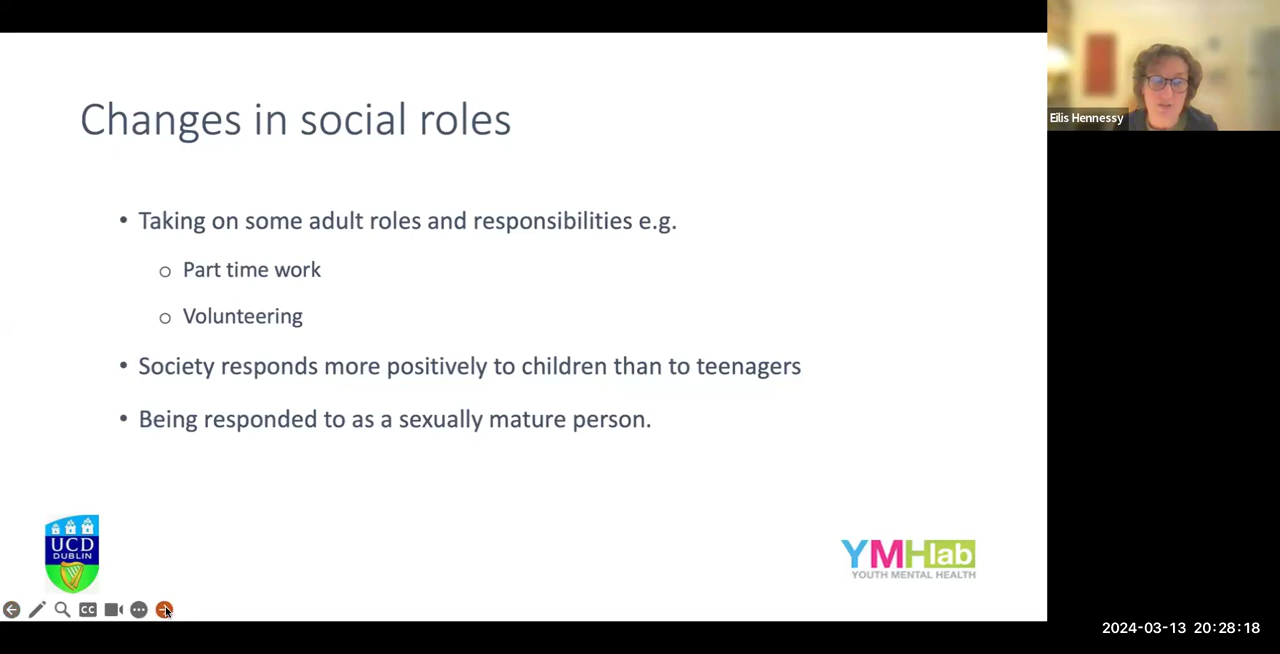 Changes in social roles
• Taking on some adult roles and responsibilities e.g.
o Part time work
o Volunteering
• Society responds more positively to children than to teenagers
• Being responded to as a sexually mature person.
UCD
DUBLIN
YMHlab
YOUTH MENTAL HEALTH
CC
Eilis Hennessy
2024-03-13 20:28:18